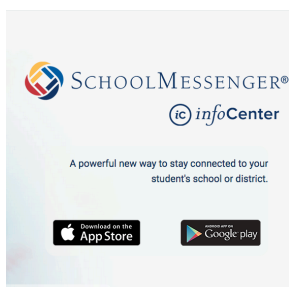 SCHOOLMESSENGER®
ic infoCenter
A powerful new way to stay connected to your
student's school or district.
Download on the
App Store
ANDROID APP ON
Google play